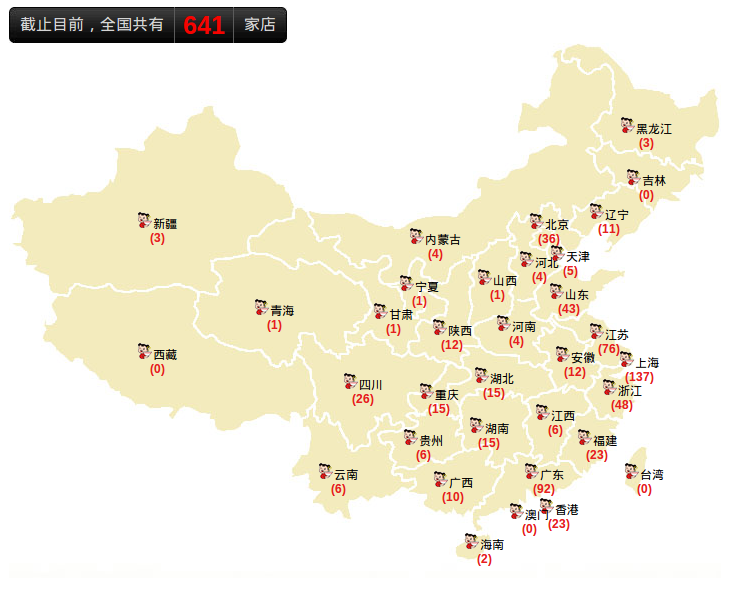 截止目前，全国共有 641 家店
黑龙江
(3)
吉林
(0)
辽宁
(11)
新疆
(3)
北京
(36)
内蒙古
(4)
天津
(5)
河北
(4)
山西
(1)
宁夏
(1)
山东
(43)
青海
(1)
甘肃
(1)
陕西
(12)
河南
(4)
江苏
(76)
西藏
(0)
安徽
(12)
上海
(137)
四川
(26)
湖北
(15)
重庆
(15)
浙江
(48)
江西
(6)
湖南
(15)
贵州
(6)
福建
(23)
云南
(6)
广西
(10)
广东
(92)
台湾
(0)
澳门
(0)
香港
(23)
海南
(2)